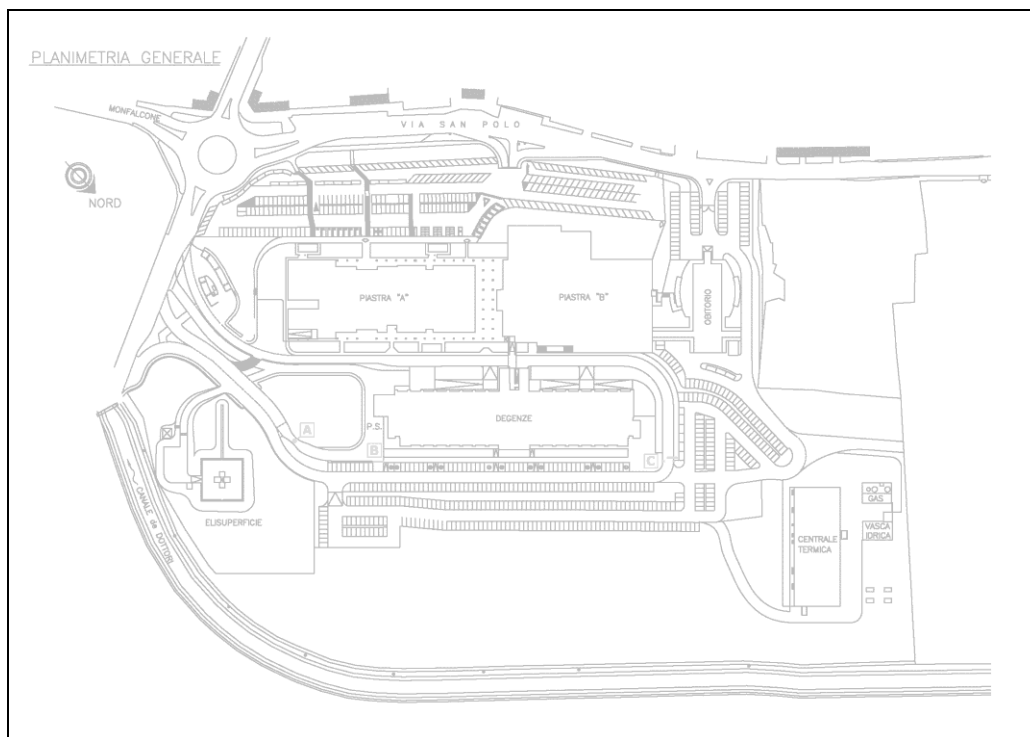 PLANIMETRIA GENERALE
MONFALCONE
VIA SAN POLO
NORD
PIASTRA "A"
PIASTRA "B"
OBITORIO
DEGENZE
P.S.
A
B
C
ELISUPERFICIE
CANALE de DOTTORI
GAS
VASCA
IDRICA
CENTRALE
TERMICA